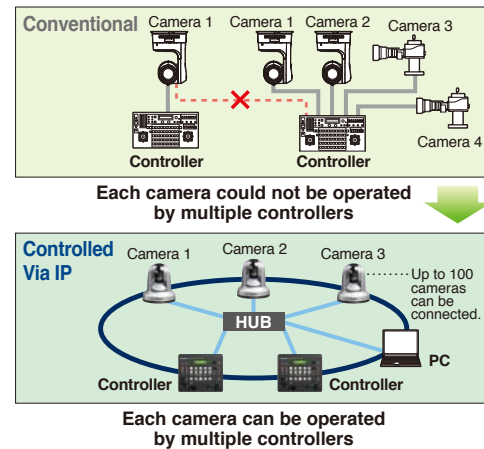 Conventional
Camera 1
Camera 1
Camera 2
Camera 3
Camera 4
Controller
Controller
Each camera could not be operated
by multiple controllers
Controlled
Via IP
Camera 1
Camera 2
Camera 3
Up to 100
cameras
can be
connected.
HUB
PC
Controller
Controller
Each camera can be operated
by multiple controllers